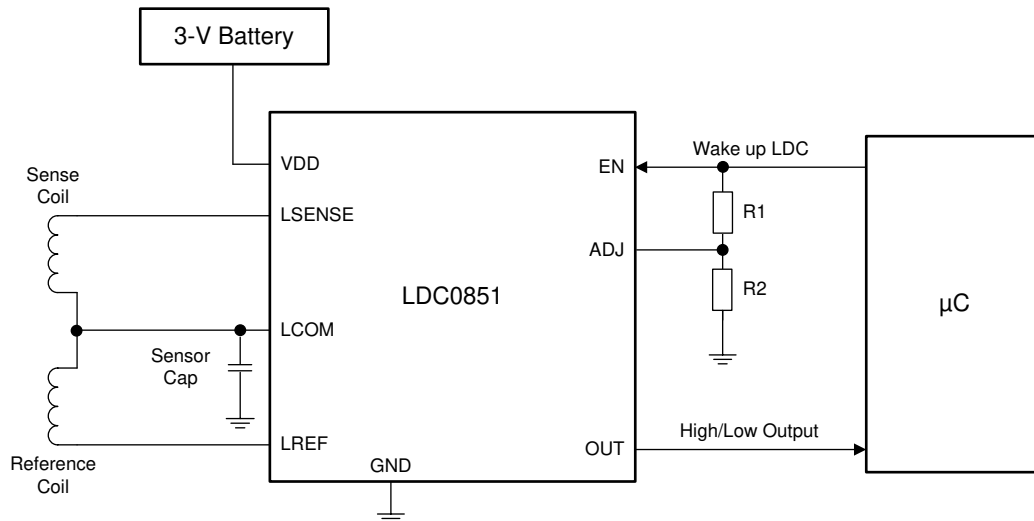 3-V Battery
VDD
EN
Wake up LDC
Sense
Coil
LSENSE
R1
ADJ
LDC0851
R2
µC
LCOM
Sensor
Cap
LREF
OUT
High/Low Output
GND
Reference
Coil